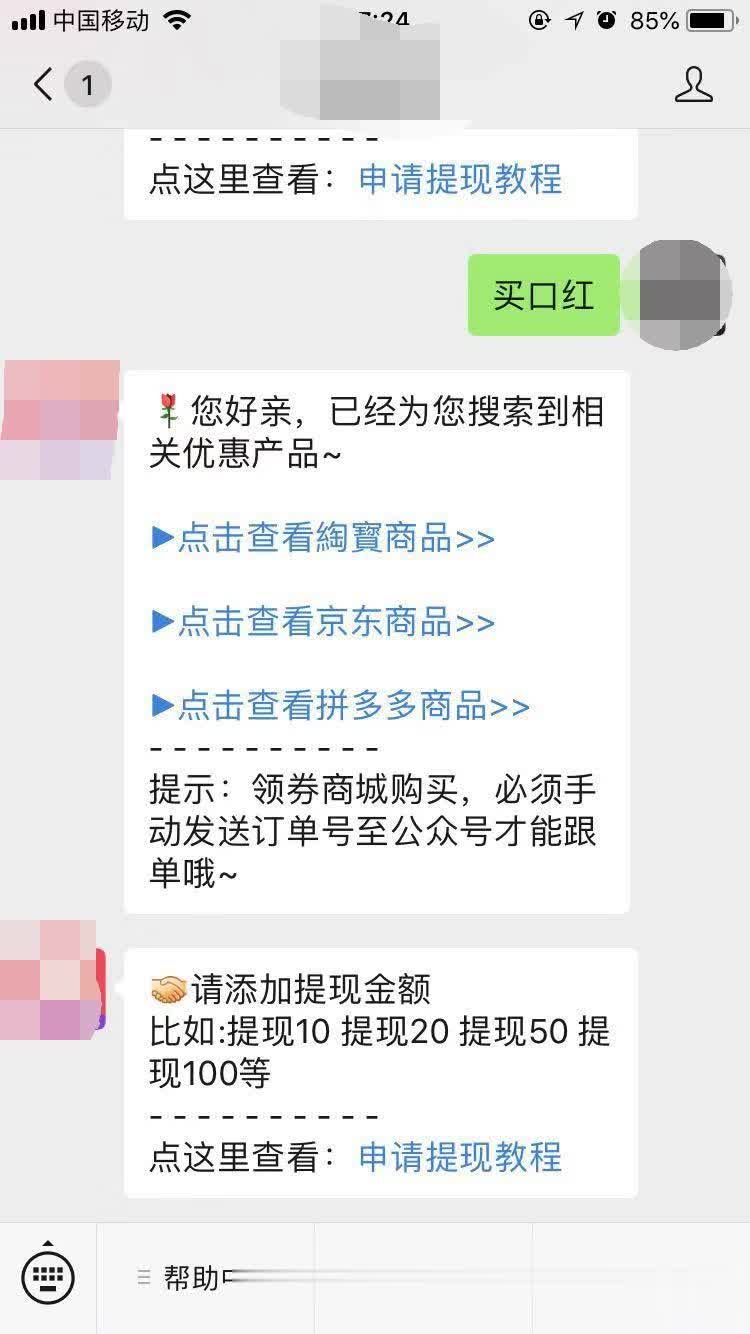 中国移动
7:24
85%
1
----------
点这里查看：申请提现教程
买口红
🌹您好亲，已经为您搜索到相
关优惠产品~
▶点击查看綯寳商品>>
▶点击查看京东商品>>
▶点击查看拼多多商品>>
----------
提示：领券商城购买，必须手
动发送订单号至公众号才能跟
单哦~
🤝请添加提现金额
比如:提现10 提现20 提现50 提
现100等
----------
点这里查看：申请提现教程
帮助